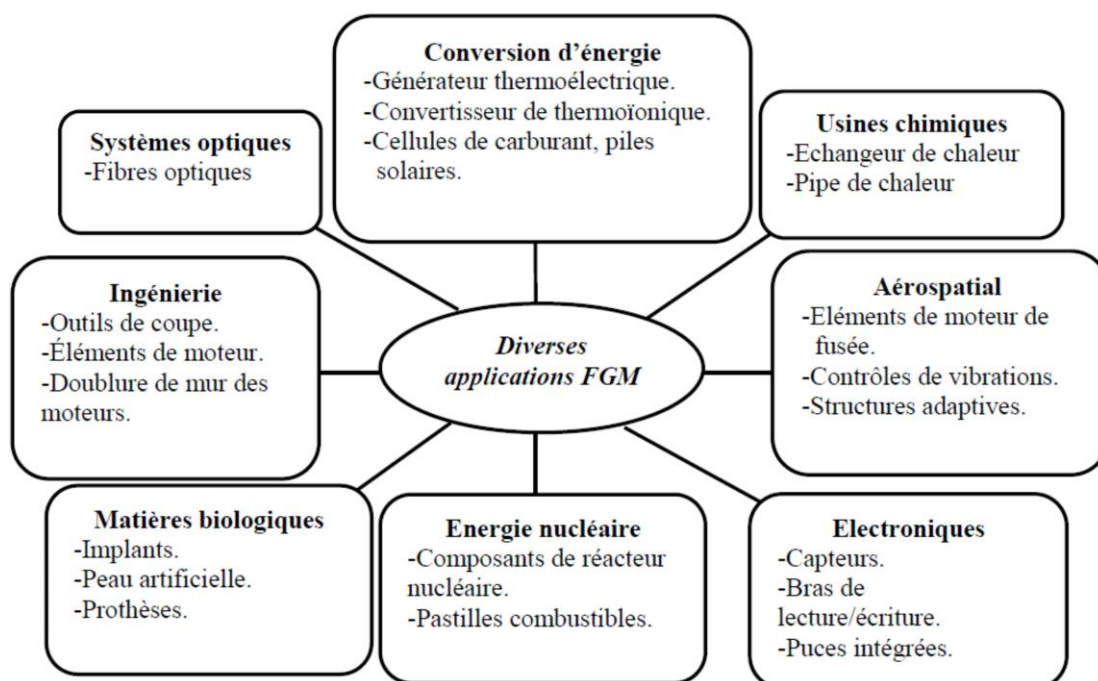 Conversion d’énergie
-Générateur thermoélectrique.
-Convertisseur de thermoïonique.
-Cellules de carburant, piles
solaires.
Systèmes optiques
-Fibres optiques
Usines chimiques
-Echangeur de chaleur
-Pipe de chaleur
Ingénierie
-Outils de coupe.
-Éléments de moteur.
-Doublure de mur des
moteurs.
Diverses
applications FGM
Aérospatial
-Eléments de moteur de
fusée.
-Contrôles de vibrations.
-Structures adaptives.
Matières biologiques
-Implants.
-Peau artificielle.
-Prothèses.
Energie nucléaire
-Composants de réacteur
nucléaire.
-Pastilles combustibles.
Electroniques
-Capteurs.
-Bras de
lecture/écriture.
-Puces intégrées.